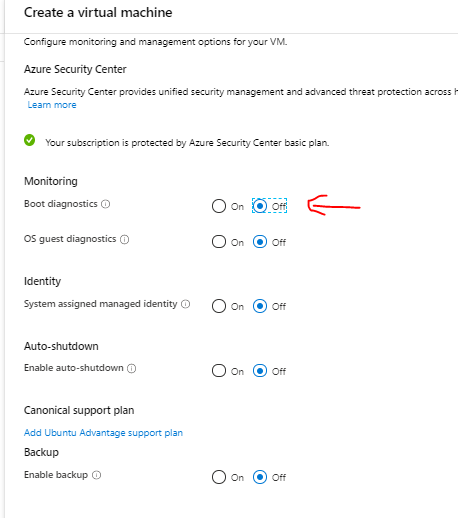 Create a virtual machine
Configure monitoring and management options for your VM.
Azure Security Center
Azure Security Center provides unified security management and advanced threat protection across
Learn more
Your subscription is protected by Azure Security Center basic plan.
Monitoring
Boot diagnostics On Off
OS guest diagnostics On Off
Identity
System assigned managed identity On Off
Auto-shutdown
Enable auto-shutdown On Off
Canonical support plan
Add Ubuntu Advantage support plan
Backup
Enable backup On Off